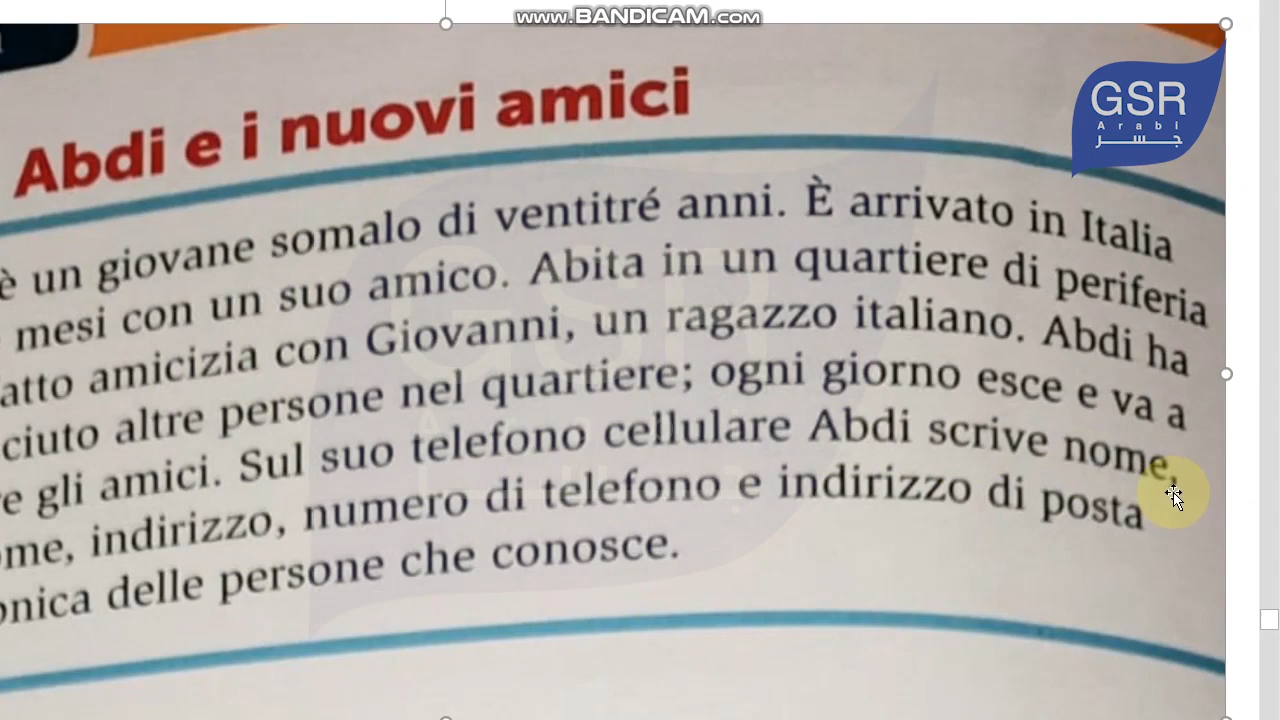 www.BANDICAM.com
GSR
Arabi
جسر
Abdi e i nuovi amici
è un giovane somalo di ventitré anni. È arrivato in Italia
mesi con un suo amico. Abita in un quartiere di periferia
atto amicizia con Giovanni, un ragazzo italiano. Abdi ha
ciuto altre persone nel quartiere; ogni giorno esce e va a
e gli amici. Sul suo telefono cellulare Abdi scrive nome,
ome, indirizzo, numero di telefono e indirizzo di posta
onica delle persone che conosce.